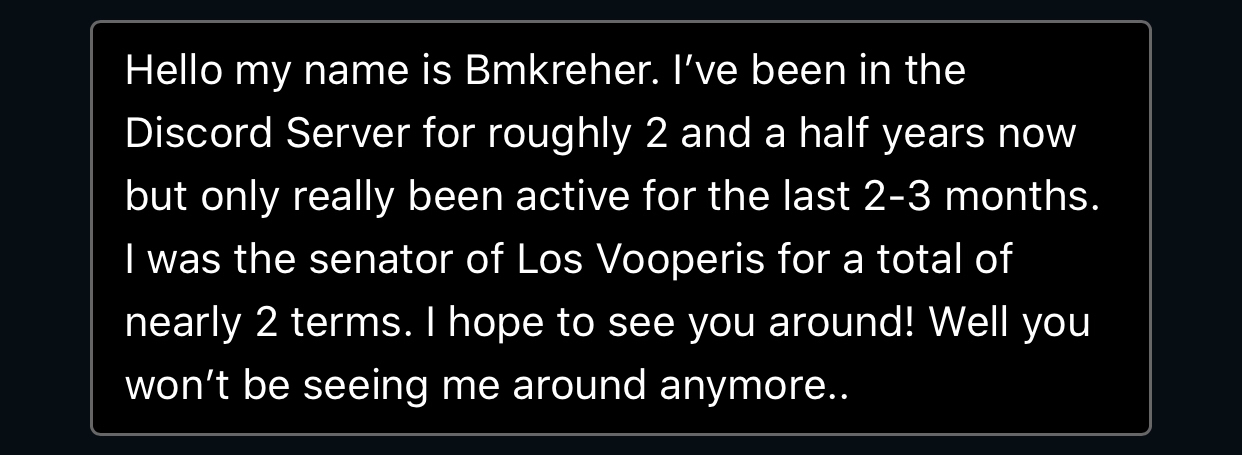 Hello my name is Bmkreher. I’ve been in the
Discord Server for roughly 2 and a half years now
but only really been active for the last 2-3 months.
I was the senator of Los Vooperis for a total of
nearly 2 terms. I hope to see you around! Well you
won’t be seeing me around anymore..